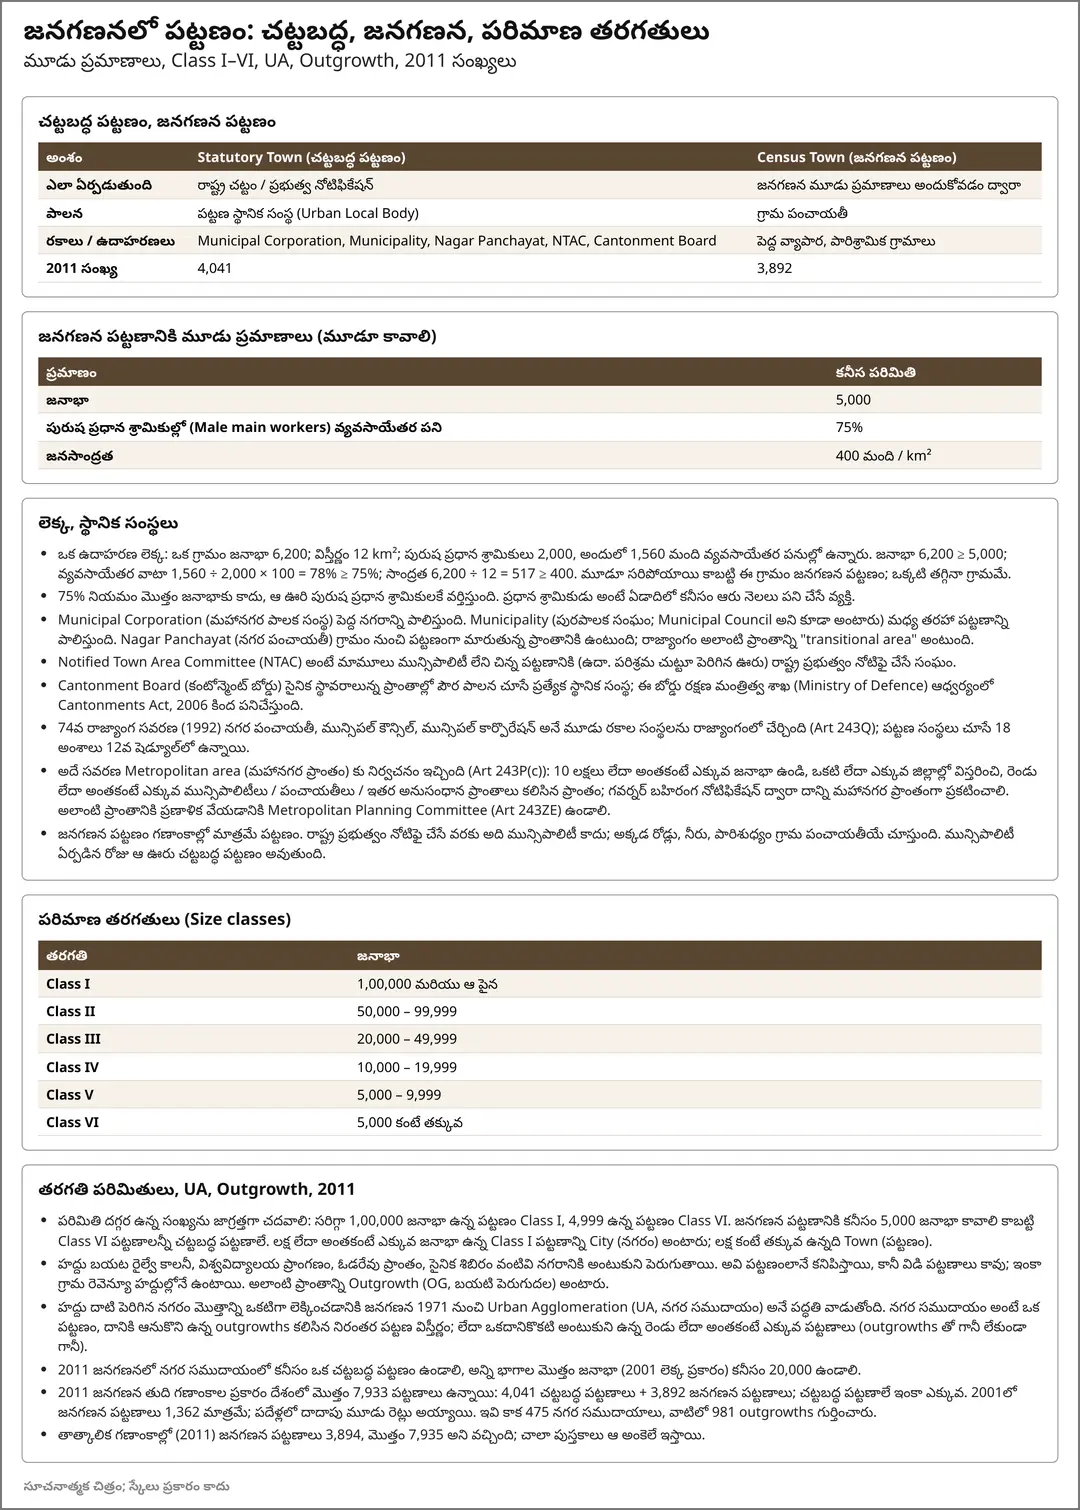 జనగణనలో పట్టణం: చట్టబద్ధ, జనగణన, పరిమాణ తరగతులు
మూడు ప్రమాణాలు, Class I–VI, UA, Outgrowth, 2011 సంఖ్యలు
చట్టబద్ధ పట్టణం, జనగణన పట్టణం
అంశం Statutory Town (చట్టబద్ధ పట్టణం) Census Town (జనగణన పట్టణం)
ఎలా ఏర్పడుతుంది రాష్ట్ర చట్టం / ప్రభుత్వ నోటిఫికేషన్ జనగణన మూడు ప్రమాణాలు అందుకోవడం ద్వారా
పాలన పట్టణ స్థానిక సంస్థ (Urban Local Body) గ్రామ పంచాయతీ
రకాలు / ఉదాహరణలు Municipal Corporation, Municipality, Nagar Panchayat, NTAC, Cantonment Board పెద్ద వ్యాపార, పారిశ్రామిక గ్రామాలు
2011 సంఖ్య 4,041 3,892
జనగణన పట్టణానికి మూడు ప్రమాణాలు (మూడూ కావాలి)
ప్రమాణం కనీస పరిమితి
జనాభా 5,000
పురుష ప్రధాన శ్రామికుల్లో (Male main workers) వ్యవసాయేతర పని 75%
జనసాంద్రత 400 మంది / km²
లెక్క, స్థానిక సంస్థలు
• ఒక ఉదాహరణ లెక్క: ఒక గ్రామం జనాభా 6,200; విస్తీర్ణం 12 km²; పురుష ప్రధాన శ్రామికులు 2,000, అందులో 1,560 మంది వ్యవసాయేతర పనుల్లో ఉన్నారు. జనాభా 6,200 ≥ 5,000;
వ్యవసాయేతర వాటా 1,560 ÷ 2,000 × 100 = 78% ≥ 75%; సాంద్రత 6,200 ÷ 12 = 517 ≥ 400. మూడూ సరిపోయాయి కాబట్టి ఈ గ్రామం జనగణన పట్టణం; ఒక్కటి తగ్గినా గ్రామమే.
• 75% నియమం మొత్తం జనాభాకు కాదు, ఆ ఊరి పురుష ప్రధాన శ్రామికులకే వర్తిస్తుంది. ప్రధాన శ్రామికుడు అంటే ఏడాదిలో కనీసం ఆరు నెలలు పని చేసే వ్యక్తి.
• Municipal Corporation (మహానగర పాలక సంస్థ) పెద్ద నగరాన్ని పాలిస్తుంది. Municipality (పురపాలక సంఘం; Municipal Council అని కూడా అంటారు) మధ్య తరహా పట్టణాన్ని
పాలిస్తుంది. Nagar Panchayat (నగర పంచాయతీ) గ్రామం నుంచి పట్టణంగా మారుతున్న ప్రాంతానికి ఉంటుంది; రాజ్యాంగం అలాంటి ప్రాంతాన్ని "transitional area" అంటుంది.
• Notified Town Area Committee (NTAC) అంటే మామూలు మున్సిపాలిటీ లేని చిన్న పట్టణానికి (ఉదా. పరిశ్రమ చుట్టూ పెరిగిన ఊరు) రాష్ట్ర ప్రభుత్వం నోటిఫై చేసే సంఘం.
• Cantonment Board (కంటోన్మెంట్ బోర్డు) సైనిక స్థావరాలున్న ప్రాంతాల్లో పౌర పాలన చూసే ప్రత్యేక స్థానిక సంస్థ; ఈ బోర్డు రక్షణ మంత్రిత్వ శాఖ (Ministry of Defence) ఆధ్వర్యంలో
Cantonments Act, 2006 కింద పనిచేస్తుంది.
• 74వ రాజ్యాంగ సవరణ (1992) నగర పంచాయతీ, మున్సిపల్ కౌన్సిల్, మున్సిపల్ కార్పొరేషన్ అనే మూడు రకాల సంస్థలను రాజ్యాంగంలో చేర్చింది (Art 243Q); పట్టణ సంస్థలు చూసే 18
అంశాలు 12వ షెడ్యూల్‌లో ఉన్నాయి.
• అదే సవరణ Metropolitan area (మహానగర ప్రాంతం) కు నిర్వచనం ఇచ్చింది (Art 243P(c)): 10 లక్షలు లేదా అంతకంటే ఎక్కువ జనాభా ఉండి, ఒకటి లేదా ఎక్కువ జిల్లాల్లో విస్తరించి, రెండు
లేదా అంతకంటే ఎక్కువ మున్సిపాలిటీలు / పంచాయతీలు / ఇతర అనుసంధాన ప్రాంతాలు కలిసిన ప్రాంతం; గవర్నర్ బహిరంగ నోటిఫికేషన్ ద్వారా దాన్ని మహానగర ప్రాంతంగా ప్రకటించాలి.
అలాంటి ప్రాంతానికి ప్రణాళిక వేయడానికి Metropolitan Planning Committee (Art 243ZE) ఉండాలి.
• జనగణన పట్టణం గణాంకాల్లో మాత్రమే పట్టణం. రాష్ట్ర ప్రభుత్వం నోటిఫై చేసే వరకు అది మున్సిపాలిటీ కాదు; అక్కడ రోడ్లు, నీరు, పారిశుధ్యం గ్రామ పంచాయతీయే చూస్తుంది. మున్సిపాలిటీ
ఏర్పడిన రోజు ఆ ఊరు చట్టబద్ధ పట్టణం అవుతుంది.
పరిమాణ తరగతులు (Size classes)
తరగతి జనాభా
Class I 1,00,000 మరియు ఆ పైన
Class II 50,000 – 99,999
Class III 20,000 – 49,999
Class IV 10,000 – 19,999
Class V 5,000 – 9,999
Class VI 5,000 కంటే తక్కువ
తరగతి పరిమితులు, UA, Outgrowth, 2011
• పరిమితి దగ్గర ఉన్న సంఖ్యను జాగ్రత్తగా చదవాలి: సరిగ్గా 1,00,000 జనాభా ఉన్న పట్టణం Class I, 4,999 ఉన్న పట్టణం Class VI. జనగణన పట్టణానికి కనీసం 5,000 జనాభా కావాలి కాబట్టి
Class VI పట్టణాలన్నీ చట్టబద్ధ పట్టణాలే. లక్ష లేదా అంతకంటే ఎక్కువ జనాభా ఉన్న Class I పట్టణాన్ని City (నగరం) అంటారు; లక్ష కంటే తక్కువ ఉన్నది Town (పట్టణం).
• హద్దు బయట రైల్వే కాలనీ, విశ్వవిద్యాలయ ప్రాంగణం, ఓడరేవు ప్రాంతం, సైనిక శిబిరం వంటివి నగరానికి అంటుకుని పెరుగుతాయి. అవి పట్టణంలానే కనిపిస్తాయి, కానీ విడి పట్టణాలు కావు; ఇంకా
గ్రామ రెవెన్యూ హద్దుల్లోనే ఉంటాయి. అలాంటి ప్రాంతాన్ని Outgrowth (OG, బయటి పెరుగుదల) అంటారు.
• హద్దు దాటి పెరిగిన నగరం మొత్తాన్ని ఒకటిగా లెక్కించడానికి జనగణన 1971 నుంచి Urban Agglomeration (UA, నగర సముదాయం) అనే పద్ధతి వాడుతోంది. నగర సముదాయం అంటే ఒక
పట్టణం, దానికి ఆనుకొని ఉన్న outgrowths కలిసిన నిరంతర పట్టణ విస్తీర్ణం; లేదా ఒకదానికొకటి అంటుకుని ఉన్న రెండు లేదా అంతకంటే ఎక్కువ పట్టణాలు (outgrowths తో గానీ లేకుండా
గానీ).
• 2011 జనగణనలో నగర సముదాయంలో కనీసం ఒక చట్టబద్ధ పట్టణం ఉండాలి, అన్ని భాగాల మొత్తం జనాభా (2001 లెక్క ప్రకారం) కనీసం 20,000 ఉండాలి.
• 2011 జనగణన తుది గణాంకాల ప్రకారం దేశంలో మొత్తం 7,933 పట్టణాలు ఉన్నాయి: 4,041 చట్టబద్ధ పట్టణాలు + 3,892 జనగణన పట్టణాలు; చట్టబద్ధ పట్టణాలే ఇంకా ఎక్కువ. 2001లో
జనగణన పట్టణాలు 1,362 మాత్రమే; పదేళ్లలో దాదాపు మూడు రెట్లు అయ్యాయి. ఇవి కాక 475 నగర సముదాయాలు, వాటిలో 981 outgrowths గుర్తించారు.
• తాత్కాలిక గణాంకాల్లో (2011) జనగణన పట్టణాలు 3,894, మొత్తం 7,935 అని వచ్చింది; చాలా పుస్తకాలు ఆ అంకెలే ఇస్తాయి.
సూచనాత్మక చిత్రం; స్కేలు ప్రకారం కాదు